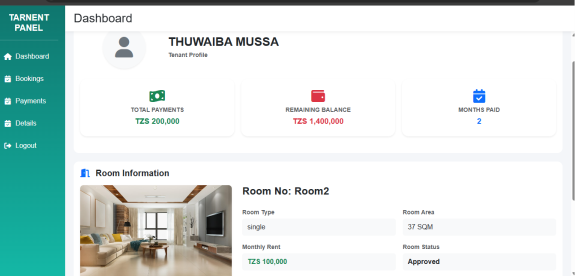 TARNENT
PANEL
Dashboard
Dashboard
Bookings
Payments
Details
Logout
THUWAIBA MUSSA
Tenant Profile
TOTAL PAYMENTS
TZS 200,000
REMAINING BALANCE
TZS 1,400,000
MONTHS PAID
2
Room Information
Room No: Room2
Room Type
single
Room Area
37 SQM
Monthly Rent
TZS 100,000
Room Status
Approved